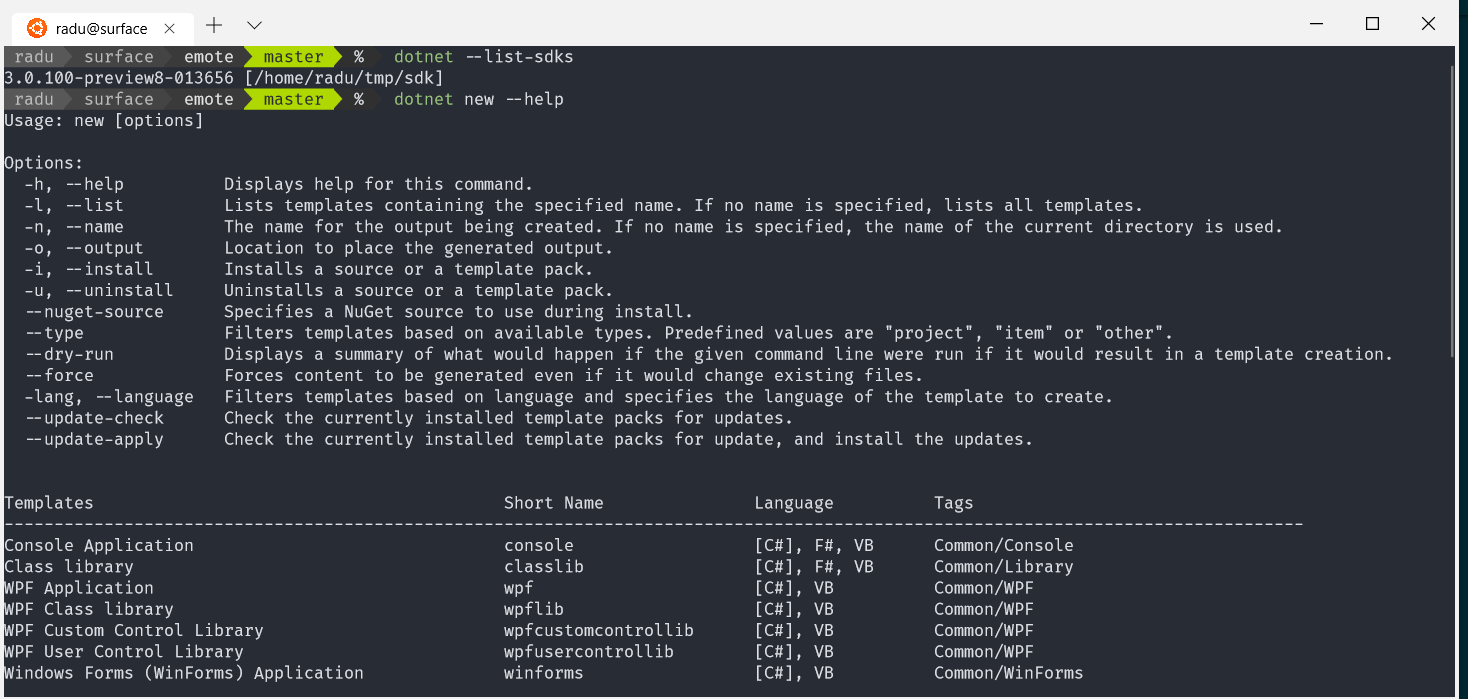 radu@surface
radu surface emote master % dotnet --list-sdks
3.0.100-preview8-013656 [/home/radu/tmp/sdk]
radu surface emote master % dotnet new --help
Usage: new [options]
Options:
-h, --help Displays help for this command.
-l, --list Lists templates containing the specified name. If no name is specified, lists all templates.
-n, --name The name for the output being created. If no name is specified, the name of the current directory is used.
-o, --output Location to place the generated output.
-i, --install Installs a source or a template pack.
-u, --uninstall Uninstalls a source or a template pack.
--nuget-source Specifies a NuGet source to use during install.
--type Filters templates based on available types. Predefined values are "project", "item" or "other".
--dry-run Displays a summary of what would happen if the given command line were run if it would result in a template creation.
--force Forces content to be generated even if it would change existing files.
-lang, --language Filters templates based on language and specifies the language of the template to create.
--update-check Check the currently installed template packs for updates.
--update-apply Check the currently installed template packs for update, and install the updates.
Templates Short Name Language Tags
----------------------------------------------------------------------------------------------------------------------------------
Console Application console [C#], F#, VB Common/Console
Class library classlib [C#], F#, VB Common/Library
WPF Application wpf [C#], VB Common/WPF
WPF Class library wpflib [C#], VB Common/WPF
WPF Custom Control Library wpfcustomcontrollib [C#], VB Common/WPF
WPF User Control Library wpfusercontrollib [C#], VB Common/WPF
Windows Forms (WinForms) Application winforms [C#], VB Common/WinForms